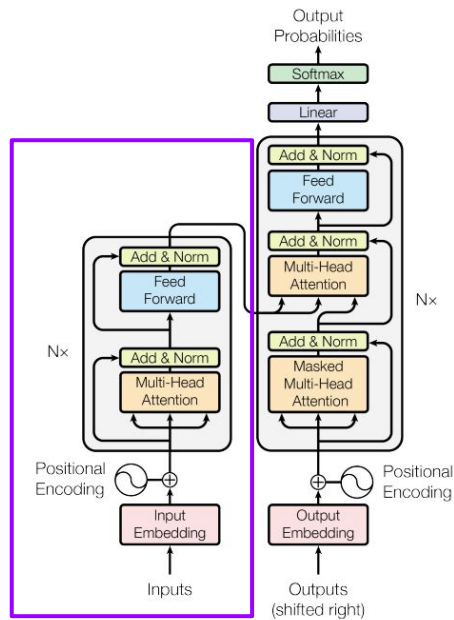 Output
Probabilities
Softmax
Linear
Add & Norm
Feed
Forward
Add & Norm
Multi-Head
Attention
Nx
Add & Norm
Masked
Multi-Head
Attention
Positional
Encoding
Output
Embedding
Outputs
(shifted right)
Add & Norm
Feed
Forward
Nx
Add & Norm
Multi-Head
Attention
Positional
Encoding
Input
Embedding
Inputs